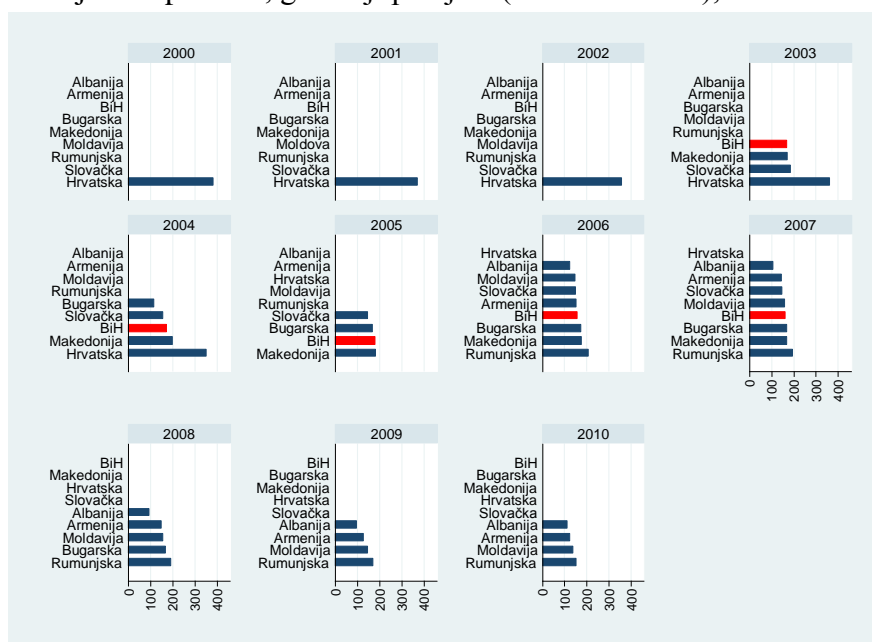 2000
Albanija
Armenija
BiH
Bugarska
Makedonija
Moldavija
Rumunjska
Slovačka
Hrvatska
2001
Albanija
Armenija
BiH
Bugarska
Makedonija
Moldova
Rumunjska
Slovačka
Hrvatska
2002
Albanija
Armenija
BiH
Bugarska
Makedonija
Moldavija
Rumunjska
Slovačka
Hrvatska
2003
Albanija
Armenija
Bugarska
Moldavija
Rumunjska
BiH
Makedonija
Slovačka
Hrvatska
2004
Albanija
Armenija
Moldavija
Rumunjska
Bugarska
Slovačka
BiH
Makedonija
Hrvatska
2005
Albanija
Armenija
Hrvatska
Moldavija
Rumunjska
Slovačka
Bugarska
BiH
Makedonija
2006
Hrvatska
Albanija
Moldavija
Slovačka
Armenija
BiH
Bugarska
Makedonija
Rumunjska
2007
Hrvatska
Albanija
Armenija
Slovačka
Moldavija
BiH
Bugarska
Makedonija
Rumunjska
0 100 200 300 400
2008
BiH
Makedonija
Hrvatska
Slovačka
Albanija
Armenija
Moldavija
Bugarska
Rumunjska
0 100 200 300 400
2009
BiH
Bugarska
Makedonija
Hrvatska
Slovačka
Albanija
Armenija
Moldavija
Rumunjska
0 100 200 300 400
2010
BiH
Bugarska
Makedonija
Hrvatska
Slovačka
Albanija
Armenija
Moldavija
Rumunjska
0 100 200 300 400